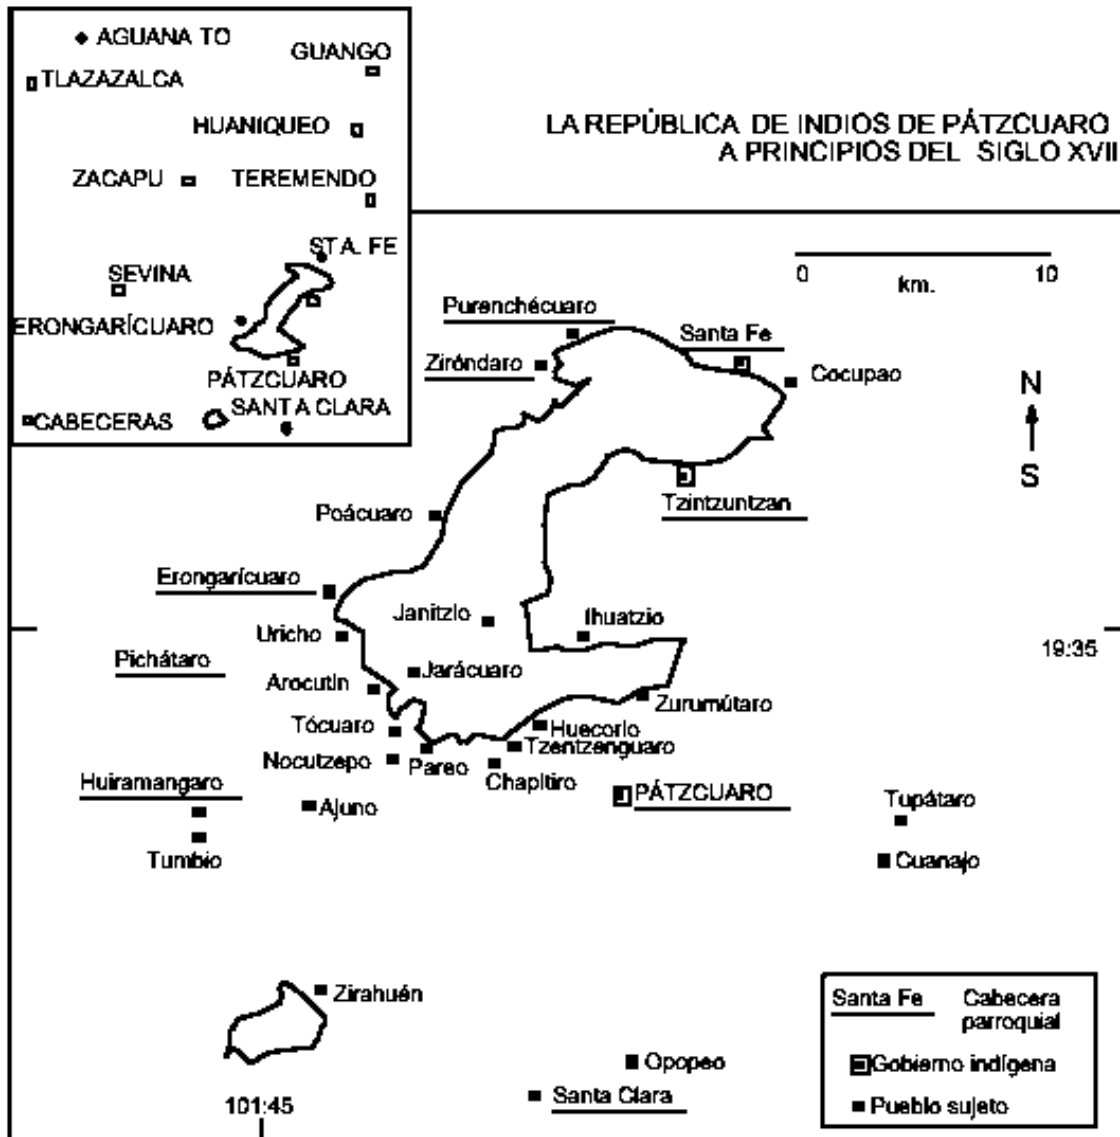 AGUANA TO
GUANGO
TLAZAZALCA
HUANIQUEO
ZACAPU
TEREMENDO
STA. FE
SEVINA
ERONGARÍCUARO
PÁTZCUARO
SANTA CLARA
CABECERAS
LA REPÚBLICA DE INDIOS DE PÁTZCUARO
A PRINCIPIOS DEL SIGLO XVII
0 10
km.
Purenchécuaro
Santa Fe
Ziróndaro
Cocupao
N
S
Tzintzuntzan
Poácuaro
Erongarícuaro
Janitzio
Ihuatzio
Uricho
19:35
Pichátaro
Jarácuaro
Arocutín
Zurumútaro
Tócuaro
Huecorio
Tzentzenguaro
Nocutzepo
Pareo
Chapitiro
Huiramangaro
PÁTZCUARO
Ajuno
Tupátaro
Tumbio
Cuanajo
Zirahuén
Opopeo
Santa Clara
101:45
Santa Fe Cabecera
parroquial
Gobierno indígena
Pueblo sujeto